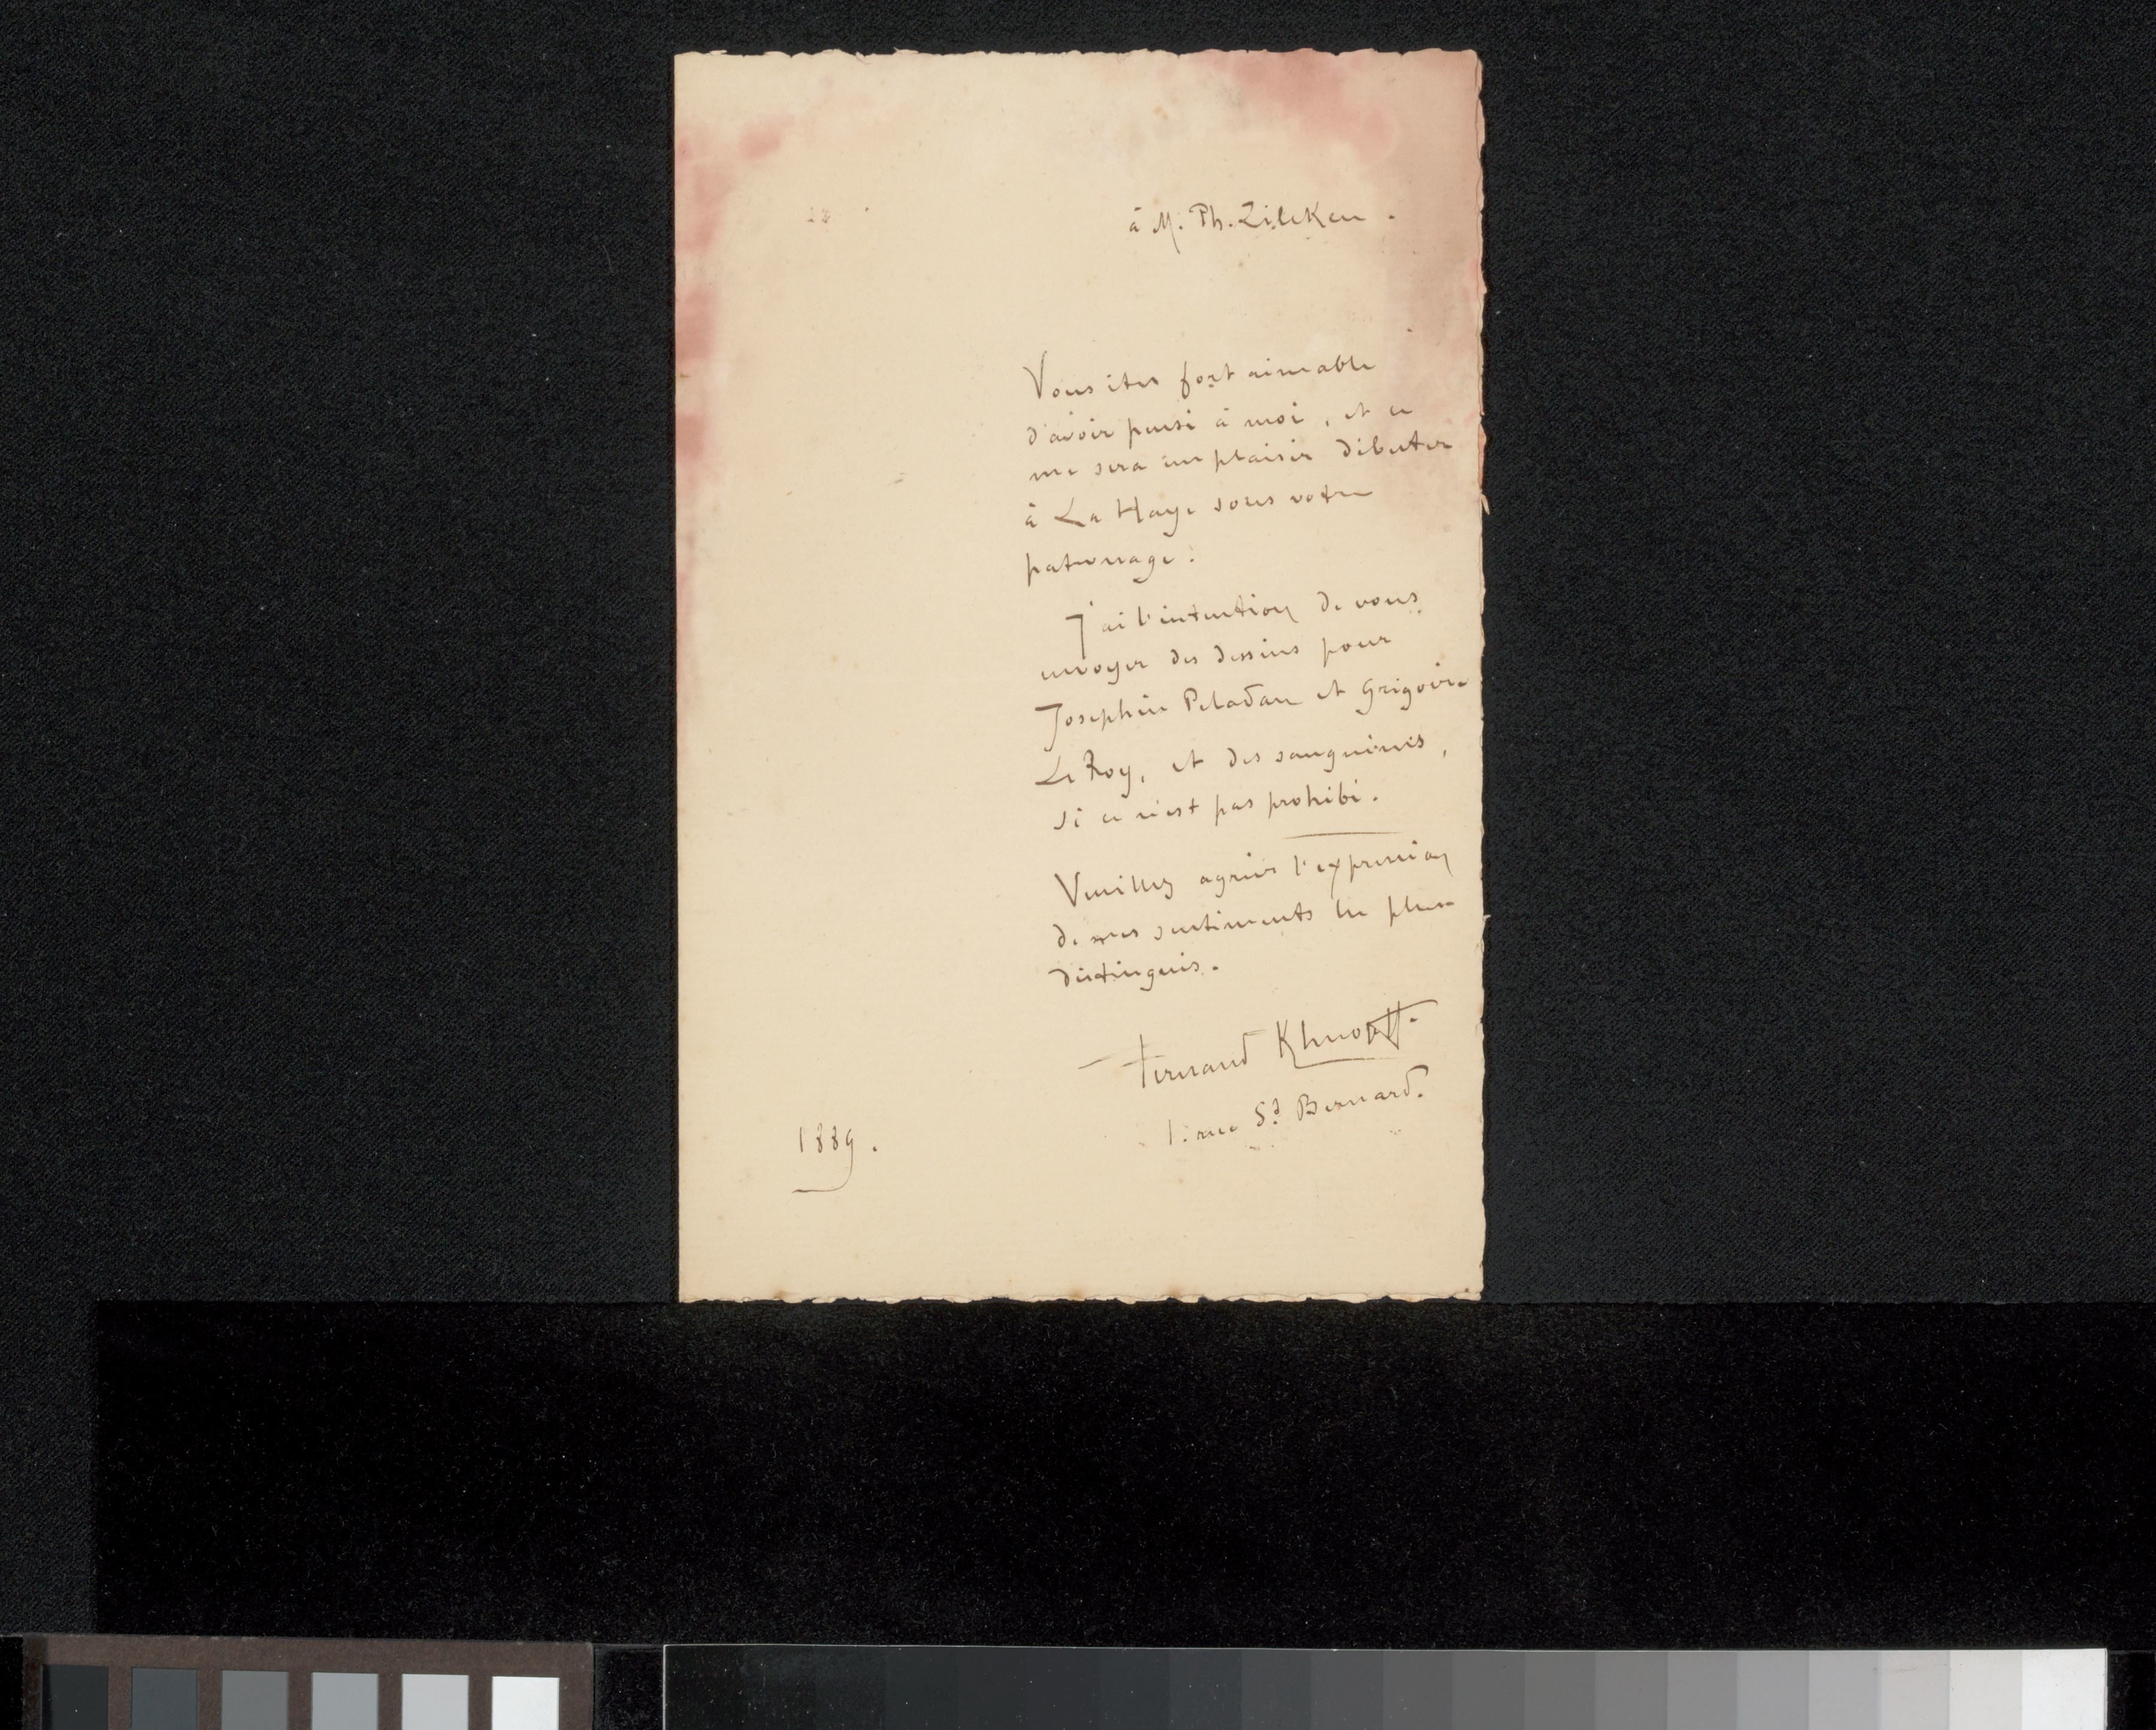 à M. Ph. Zilcken.
Vous êtes fort aimable
d'avoir pensé à moi, et ce
me sera un plaisir débuter
à La Haye sous votre
patronage.
J'ai l'intention de vous
envoyer des dessins pour
Josephin Peladan et Grégoire
Le Roy, et des sanguines,
si ce n'est pas prohibé.
Veuillez agréer l'expression
de mes sentiments les plus
distingués.
Fernand Khnopff.
1. rue St Bernard.
1889.